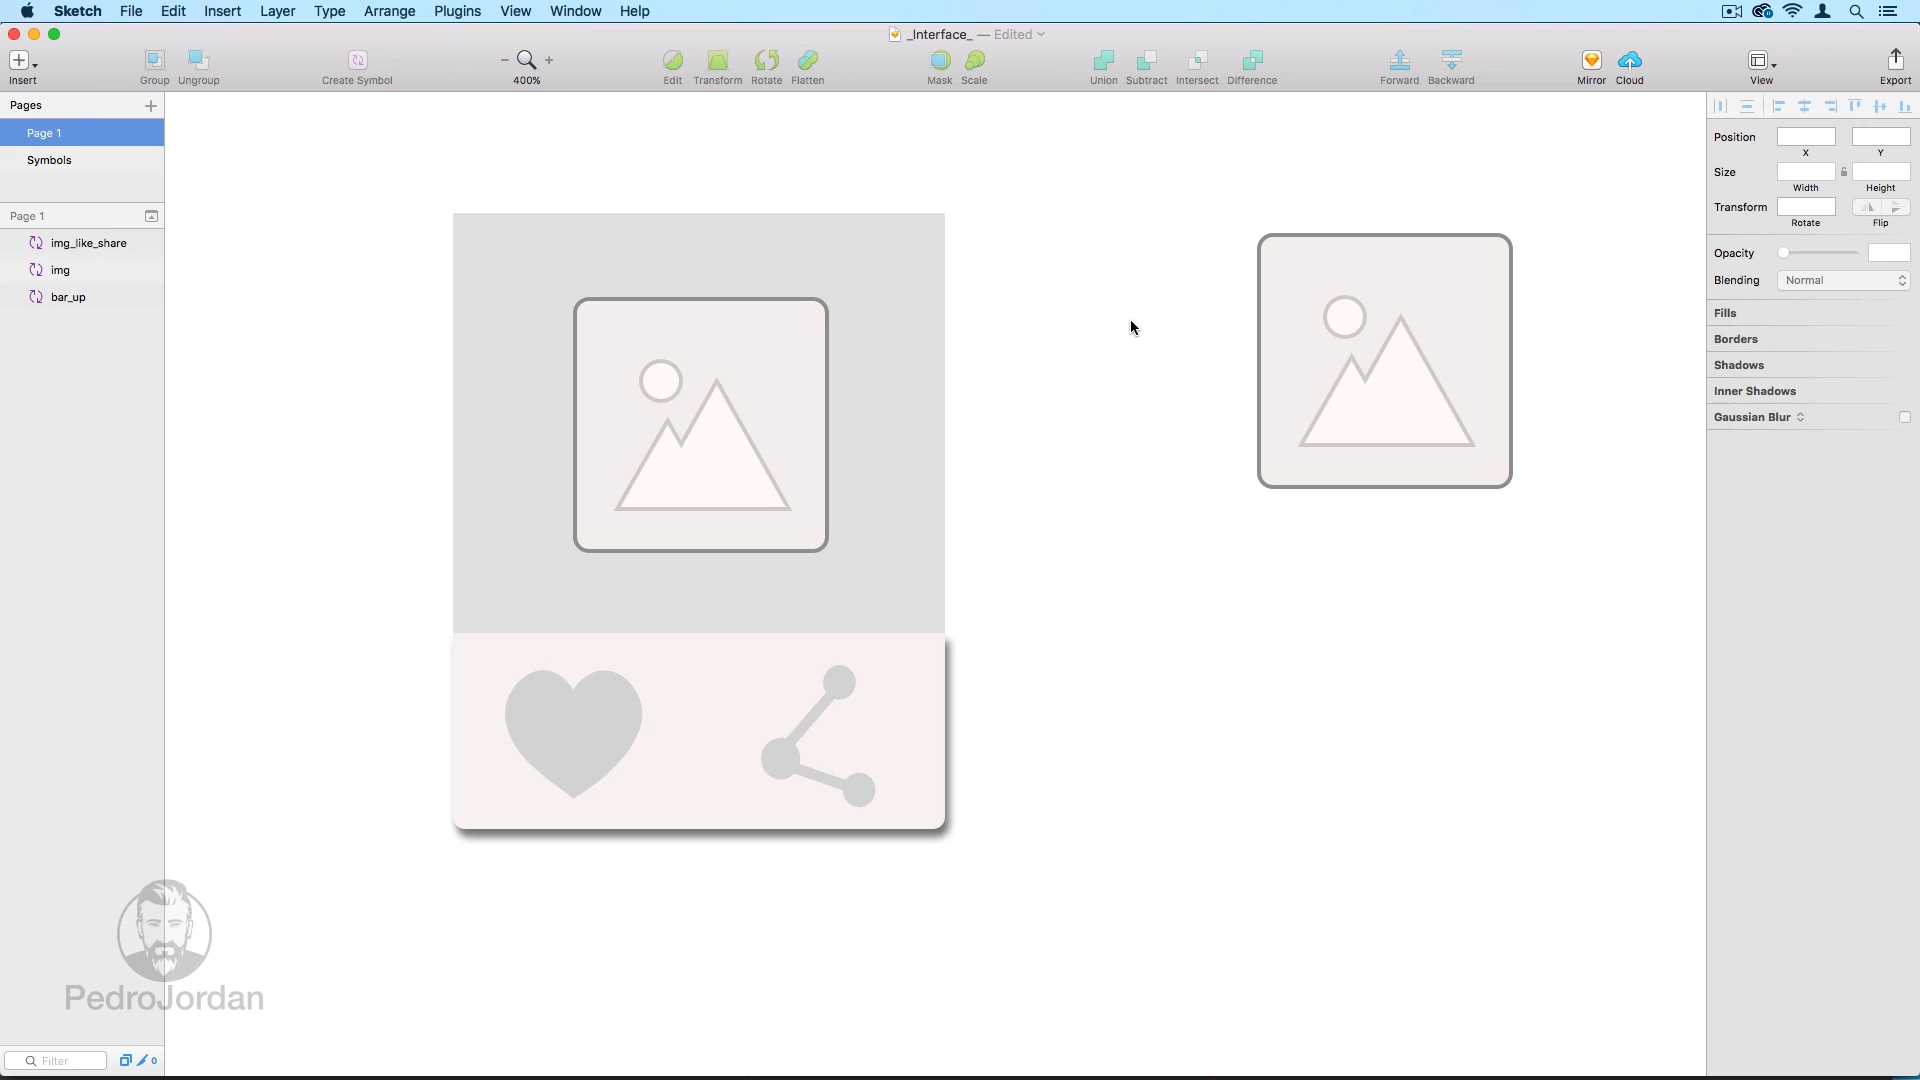 Sketch File Edit Insert Layer Type Arrange Plugins View Window Help
_Interface_ — Edited
Insert Group Ungroup Create Symbol 400% Edit Transform Rotate Flatten Mask Scale Union Subtract Intersect Difference Forward Backward Mirror Cloud View Export
Pages
Page 1
Symbols
Page 1
img_like_share
img
bar_up
Position
X Y
Size
Width Height
Transform
Rotate Flip
Opacity
Blending Normal
Fills
Borders
Shadows
Inner Shadows
Gaussian Blur
PedroJordan
Filter 0